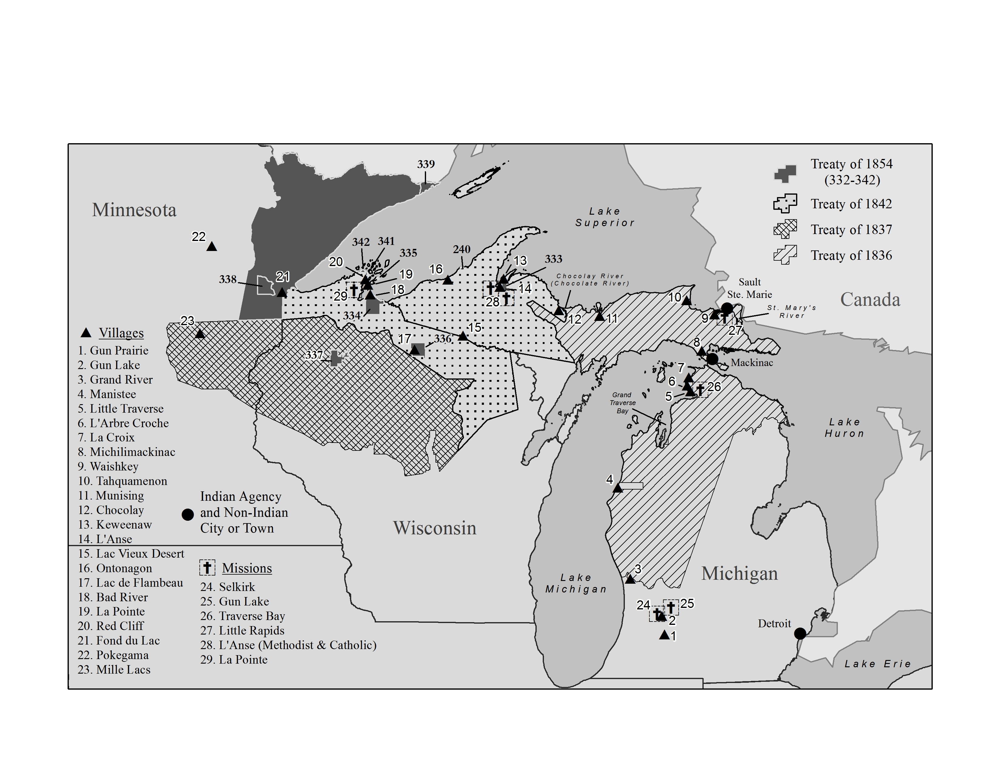 339
Treaty of 1854
(332-342)
Minnesota
Treaty of 1842
Lake
Superior
Treaty of 1837
22
342
341
240
335
Treaty of 1836
333
20
16
13
Chocolay River
(Chocolate River)
338
21
19
18
14
Sault
Ste. Marie
Canada
29
28
10
St. Mary's
River
334
12
11
9
27
23
15
17
336
8
337
Mackinac
7
6
26
5
Grand
Traverse
Bay
Lake
Huron
4
Wisconsin
3
Michigan
Lake
Michigan
24
25
2
1
Detroit
Lake Erie
Villages
1. Gun Prairie
2. Gun Lake
3. Grand River
4. Manistee
5. Little Traverse
6. L'Arbre Croche
7. La Croix
8. Michilimackinac
9. Waishkey
10. Tahquamenon
11. Munising
12. Chocolay
13. Keweenaw
14. L'Anse
15. Lac Vieux Desert
16. Ontonagon
17. Lac de Flambeau
18. Bad River
19. La Pointe
20. Red Cliff
21. Fond du Lac
22. Pokegama
23. Mille Lacs
Indian Agency
and Non-Indian
City or Town
Missions
24. Selkirk
25. Gun Lake
26. Traverse Bay
27. Little Rapids
28. L'Anse (Methodist & Catholic)
29. La Pointe